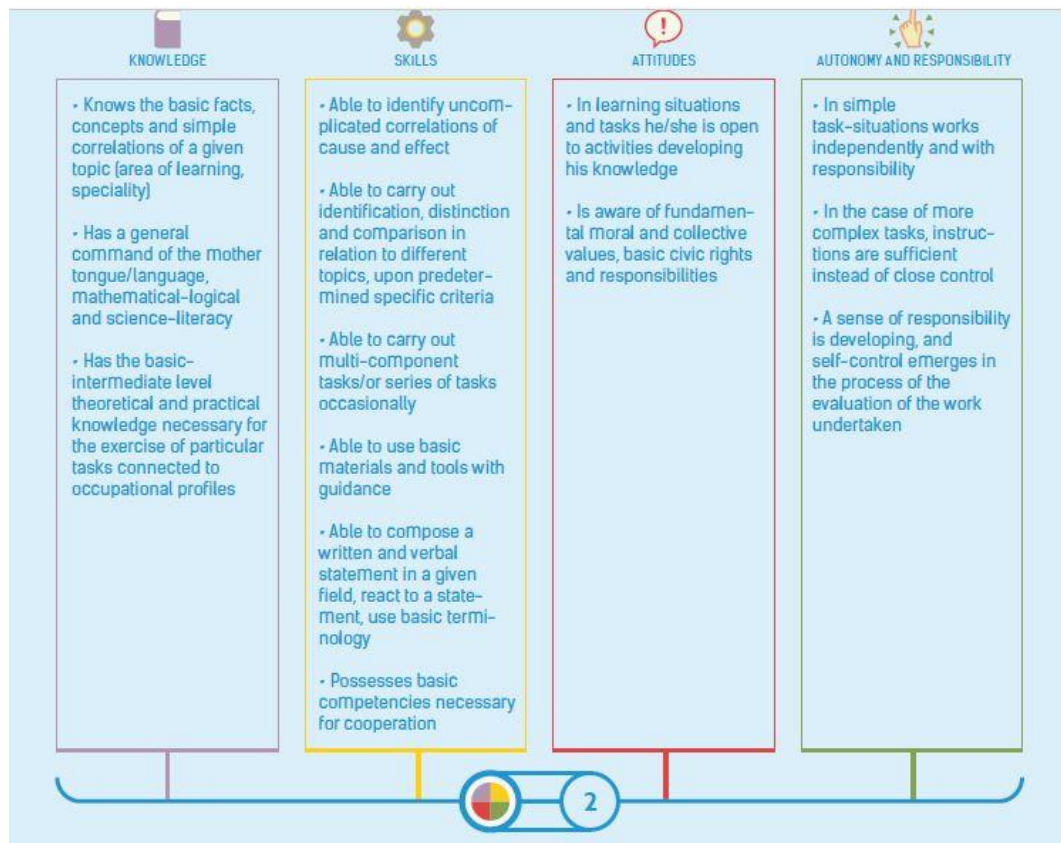 KNOWLEDGE
• Knows the basic facts,
concepts and simple
correlations of a given
topic (area of learning,
speciality)
• Has a general
command of the mother
tongue/language,
mathematical-logical
and science-literacy
• Has the basic-
intermediate level
theoretical and practical
knowledge necessary for
the exercise of particular
tasks connected to
occupational profiles
SKILLS
• Able to identify uncom-
plicated correlations of
cause and effect
• Able to carry out
identification, distinction
and comparison in
relation to different
topics, upon predeter-
mined specific criteria
• Able to carry out
multi-component
tasks/or series of tasks
occasionally
• Able to use basic
materials and tools with
guidance
• Able to compose a
written and verbal
statement in a given
field, react to a state-
ment, use basic termi-
nology
• Possesses basic
competencies necessary
for cooperation
ATTITUDES
• In learning situations
and tasks he/she is open
to activities developing
his knowledge
• Is aware of fundamen-
tal moral and collective
values, basic civic rights
and responsibilities
AUTONOMY AND RESPONSIBILITY
• In simple
task-situations works
independently and with
responsibility
• In the case of more
complex tasks, instruc-
tions are sufficient
instead of close control
• A sense of responsibility
is developing, and
self-control emerges in
the process of the
evaluation of the work
undertaken
2